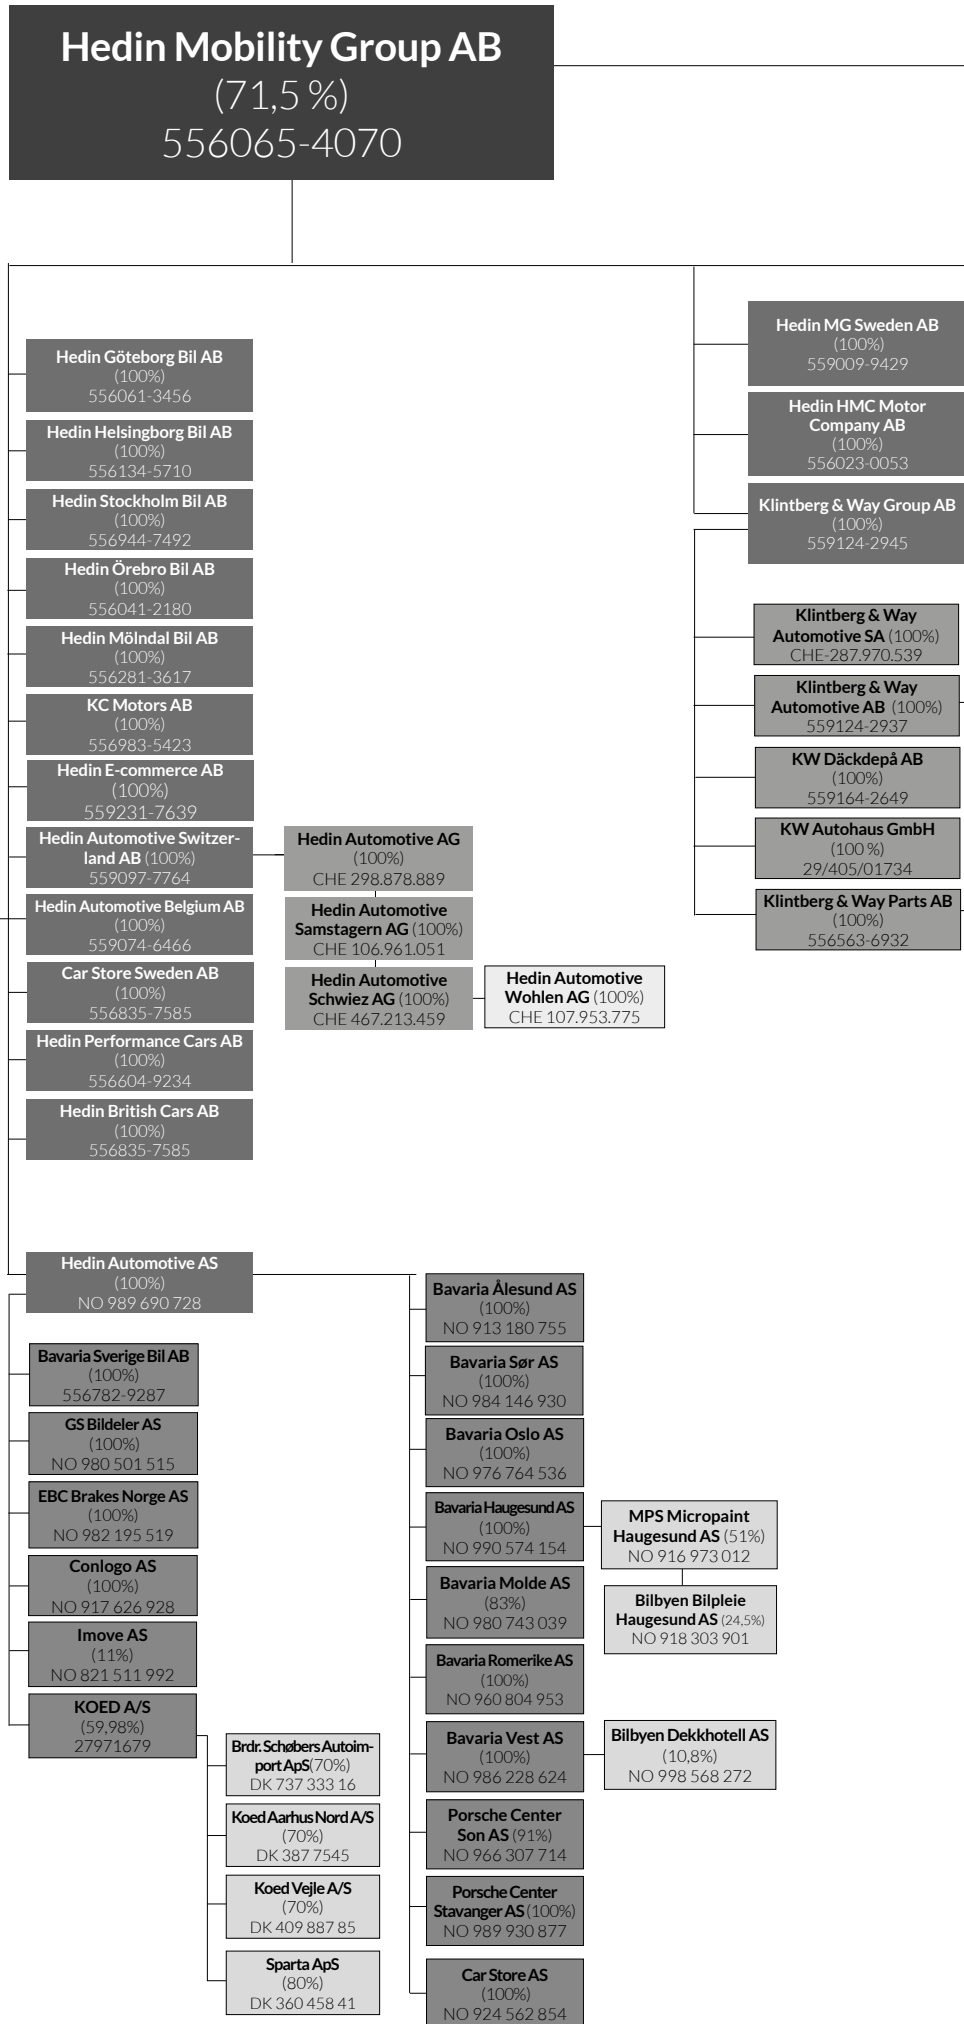 Hedin Mobility Group AB
(71,5 %)
556065-4070
Hedin Göteborg Bil AB
(100%)
556061-3456
Hedin Helsingborg Bil AB
(100%)
556134-5710
Hedin Stockholm Bil AB
(100%)
556944-7492
Hedin Örebro Bil AB
(100%)
556041-2180
Hedin Mölndal Bil AB
(100%)
556281-3617
KC Motors AB
(100%)
556983-5423
Hedin E-commerce AB
(100%)
559231-7639
Hedin Automotive Switzer-
land AB (100%)
559097-7764
Hedin Automotive Belgium AB
(100%)
559074-6466
Car Store Sweden AB
(100%)
556835-7585
Hedin Performance Cars AB
(100%)
556604-9234
Hedin British Cars AB
(100%)
556835-7585
Hedin Automotive AG
(100%)
CHE 298.878.889
Hedin Automotive
Samstagern AG (100%)
CHE 106.961.051
Hedin Automotive
Schwiez AG (100%)
CHE 467.213.459
Hedin Automotive
Wohlen AG (100%)
CHE 107.953.775
Hedin MG Sweden AB
(100%)
559009-9429
Hedin HMC Motor
Company AB
(100%)
556023-0053
Klintberg & Way Group AB
(100%)
559124-2945
Klintberg & Way
Automotive SA (100%)
CHE-287.970.539
Klintberg & Way
Automotive AB (100%)
559124-2937
KW Däckdepå AB
(100%)
559164-2649
KW Autohaus GmbH
(100 %)
29/405/01734
Klintberg & Way Parts AB
(100%)
556563-6932
Hedin Automotive AS
(100%)
NO 989 690 728
Bavaria Sverige Bil AB
(100%)
556782-9287
GS Bildeler AS
(100%)
NO 980 501 515
EBC Brakes Norge AS
(100%)
NO 982 195 519
Conlogo AS
(100%)
NO 917 626 928
Imove AS
(11%)
NO 821 511 992
KOED A/S
(59,98%)
27971679
Brdr. Schøbers Autoim-
port ApS(70%)
DK 737 333 16
Koed Aarhus Nord A/S
(70%)
DK 387 7545
Koed Vejle A/S
(70%)
DK 409 887 85
Sparta ApS
(80%)
DK 360 458 41
Bavaria Ålesund AS
(100%)
NO 913 180 755
Bavaria Sør AS
(100%)
NO 984 146 930
Bavaria Oslo AS
(100%)
NO 976 764 536
Bavaria Haugesund AS
(100%)
NO 990 574 154
Bavaria Molde AS
(83%)
NO 980 743 039
Bavaria Romerike AS
(100%)
NO 960 804 953
Bavaria Vest AS
(100%)
NO 986 228 624
Porsche Center
Son AS (91%)
NO 966 307 714
Porsche Center
Stavanger AS (100%)
NO 989 930 877
Car Store AS
(100%)
NO 924 562 854
MPS Micropaint
Haugesund AS (51%)
NO 916 973 012
Bilbyen Bilpleie
Haugesund AS (24,5%)
NO 918 303 901
Bilbyen Dekkhotell AS
(10,8%)
NO 998 568 272